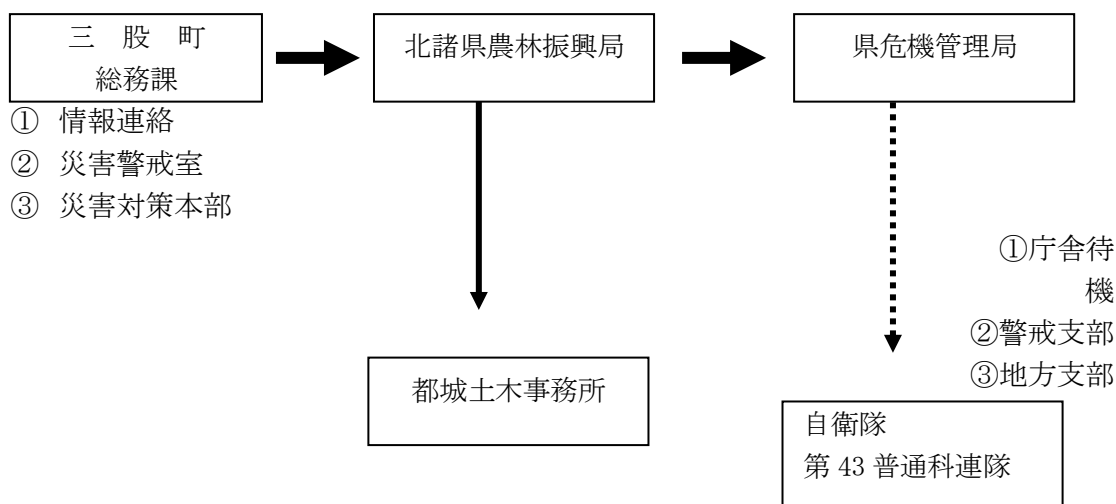 三 股 町
総務課
北諸県農林振興局
県危機管理局
① 情報連絡
② 災害警戒室
③ 災害対策本部
①庁舎待
機
②警戒支部
③地方支部
都城土木事務所
自衛隊
第 43 普通科連隊